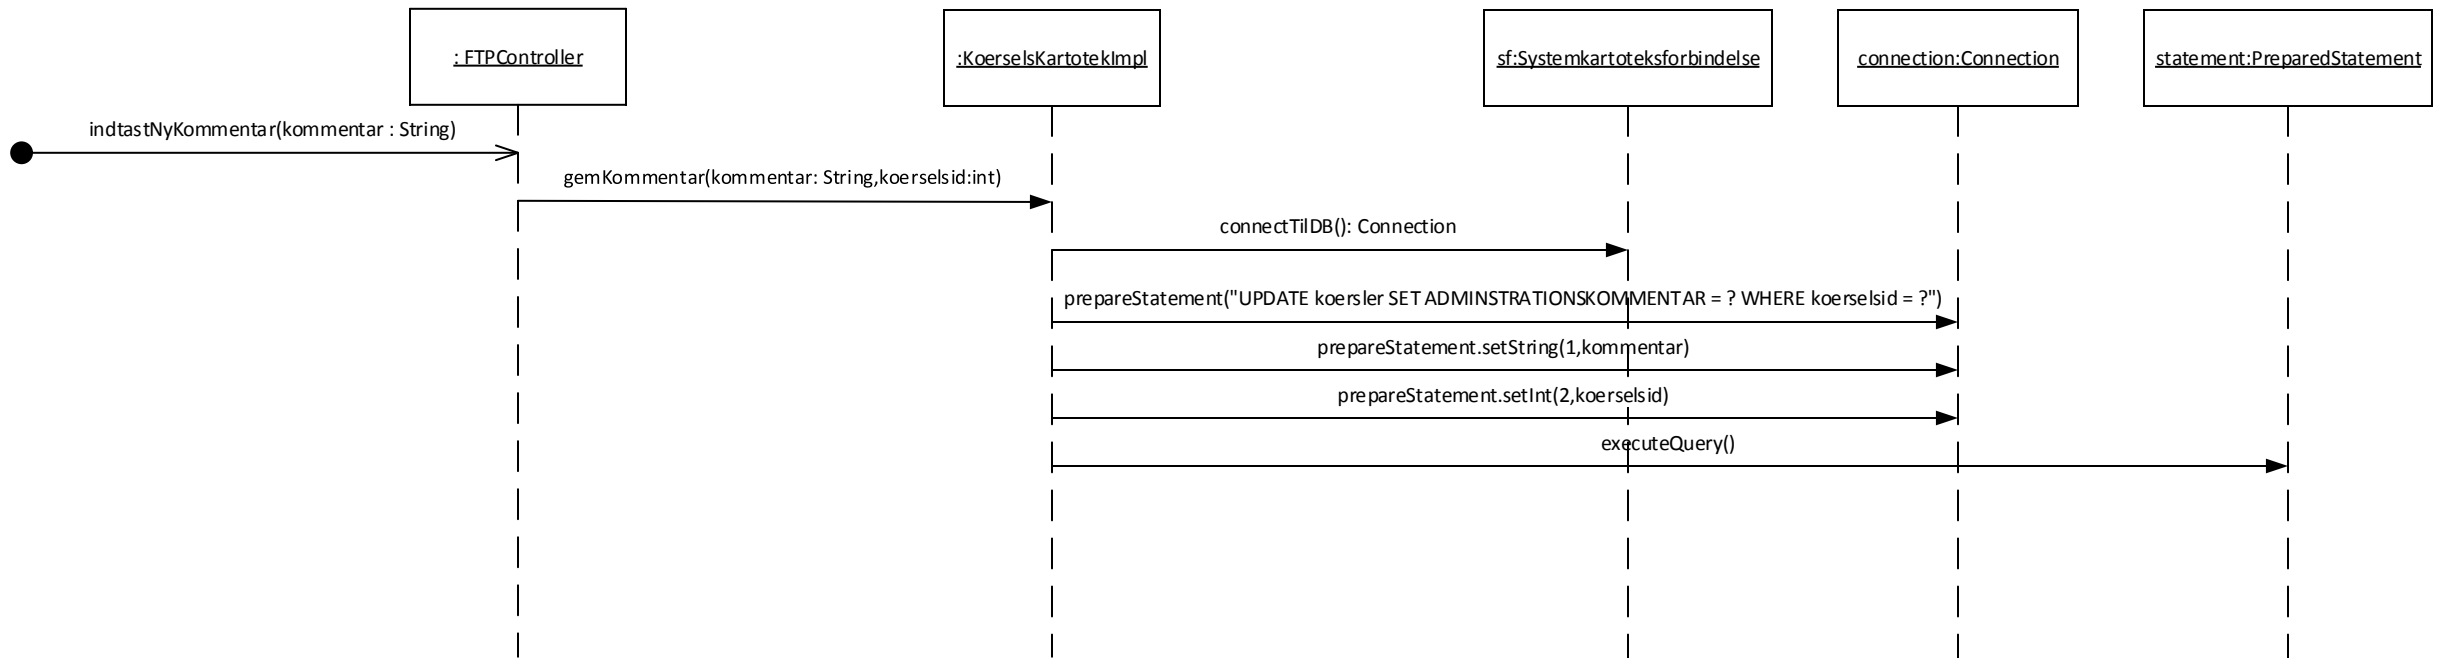 : FTPController
:KoerselsKartotekImpl
sf:Systemkartoteksforbindelse
connection:Connection
statement:PreparedStatement
indtastNyKommentar(kommentar : String)
gemKommentar(kommentar: String,koerselsid:int)
connectTilDB(): Connection
prepareStatement("UPDATE koersler SET ADMINSTRATIONSKOMMENTAR = ? WHERE koerselsid = ?")
prepareStatement.setString(1,kommentar)
prepareStatement.setInt(2,koerselsid)
executeQuery()